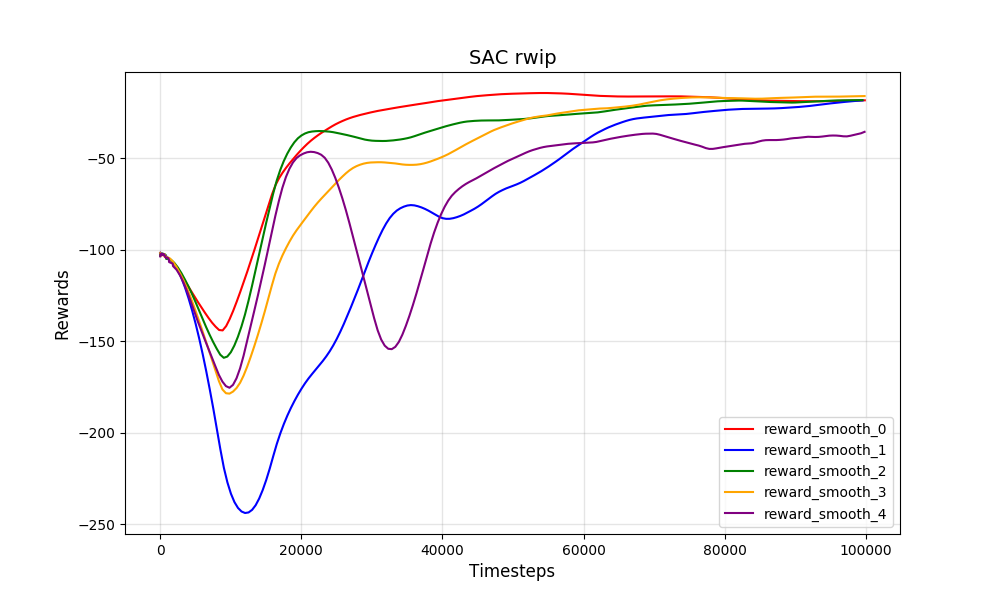 SAC rwip
Rewards
−50
−100
−150
−200
−250
0
20000
40000
60000
80000
100000
Timesteps
reward_smooth_0
reward_smooth_1
reward_smooth_2
reward_smooth_3
reward_smooth_4